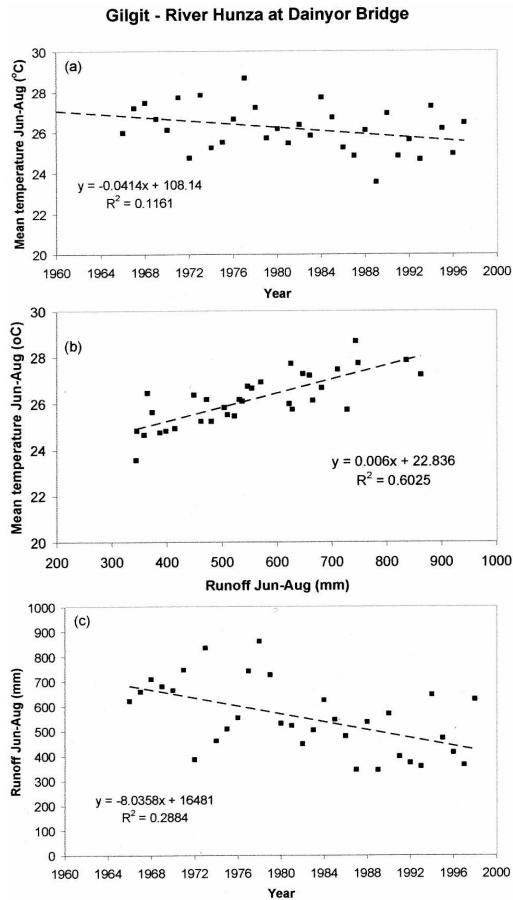 Gilgit - River Hunza at Dainyor Bridge
(a)
Mean temperature Jun-Aug (°C)
30
28
26
24
22
20
y = -0.0414x + 108.14
R² = 0.1161
1960 1964 1968 1972 1976 1980 1984 1988 1992 1996 2000
Year
(b)
Mean temperature Jun-Aug (oC)
30
28
26
24
22
20
y = 0.006x + 22.836
R² = 0.6025
200 300 400 500 600 700 800 900 1000
Runoff Jun-Aug (mm)
(c)
Runoff Jun-Aug (mm)
1000
900
800
700
600
500
400
300
200
100
0
y = -8.0358x + 16481
R² = 0.2884
1960 1964 1968 1972 1976 1980 1984 1988 1992 1996 2000
Year